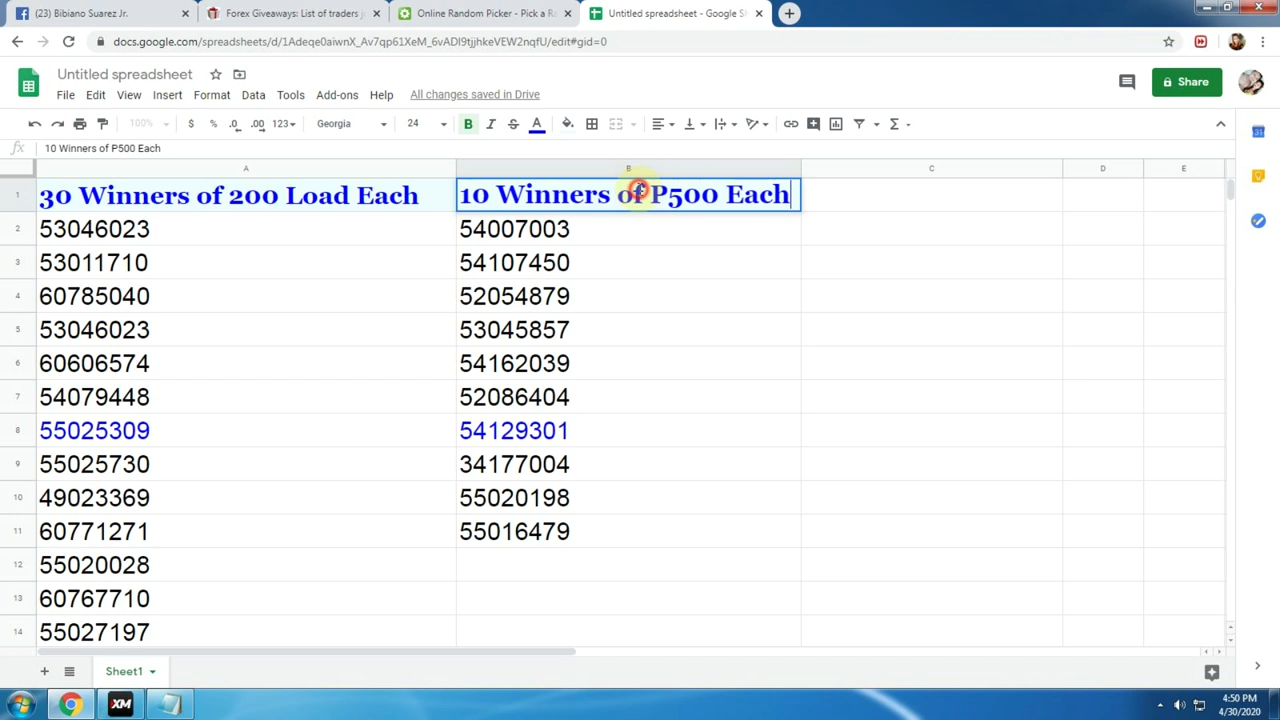 (23) Bibiano Suarez Jr.
Forex Giveaways: List of traders j
Online Random Picker - Pick a R
Untitled spreadsheet - Google Sh
docs.google.com/spreadsheets/d/1Adeqe0aiwnX_Av7qp61XeM_6vADl9tjjhkeVEW2nqfU/edit#gid=0
Untitled spreadsheet
File Edit View Insert Format Data Tools Add-ons Help All changes saved in Drive
Share
100% $ % .0 .00 123 Georgia 24 B I S A
fx 10 Winners of P500 Each
A B C D E
1 30 Winners of 200 Load Each 10 Winners of P500 Each
2 53046023 54007003
3 53011710 54107450
4 60785040 52054879
5 53046023 53045857
6 60606574 54162039
7 54079448 52086404
8 55025309 54129301
9 55025730 34177004
10 49023369 55020198
11 60771271 55016479
12 55020028
13 60767710
14 55027197
Sheet1
XM
4:50 PM
4/30/2020